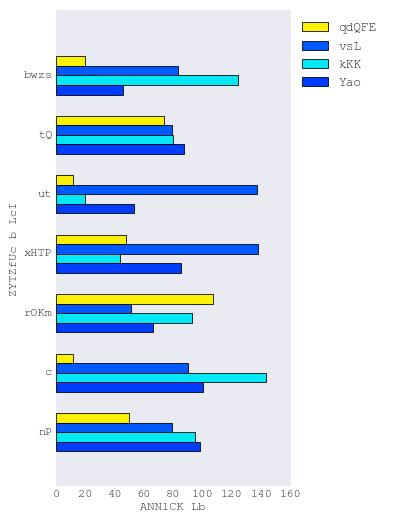 qdQFE
vsL
kKK
Yao
bwzs
tQ
ut
xHTP
rOKm
c
nP
ZYTZfUc b LcI
0 20 40 60 80 100 120 140 160
ANN1CK Lb